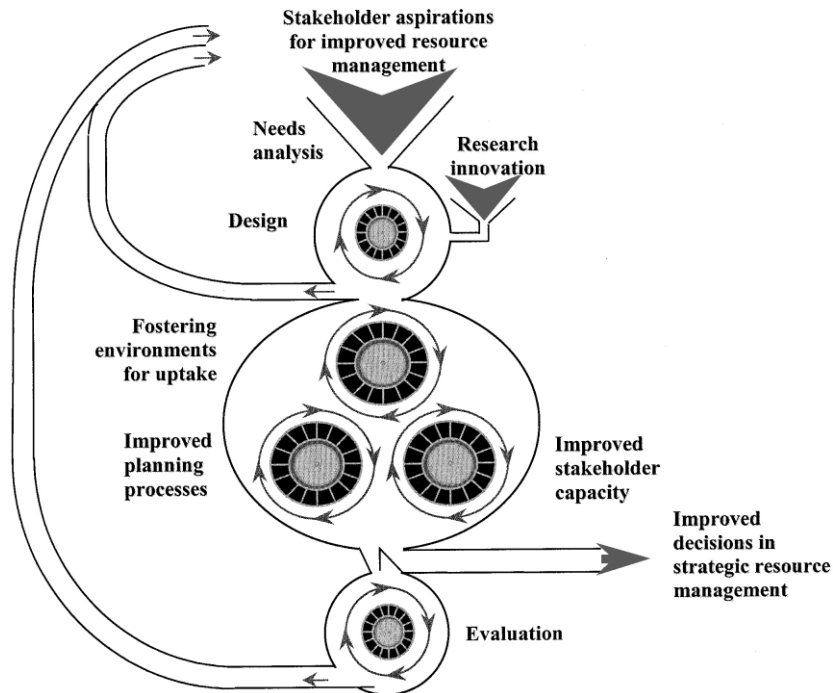 Stakeholder aspirations
for improved resource
management
Needs
analysis
Research
innovation
Design
Fostering
environments
for uptake
Improved
planning
processes
Improved
stakeholder
capacity
Improved
decisions in
strategic resource
management
Evaluation